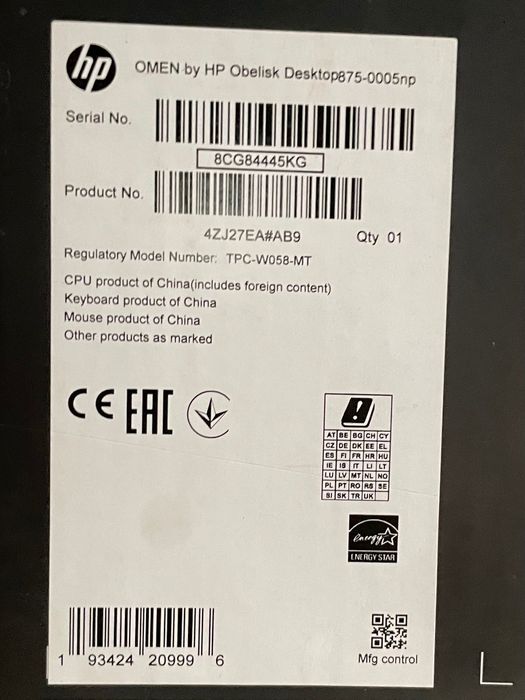 hp
OMEN by HP Obelisk Desktop875-0005np
Serial No.
8CG84445KG
Product No.
4ZJ27EA#AB9 Qty 01
Regulatory Model Number: TPC-W058-MT
CPU product of China(includes foreign content)
Keyboard product of China
Mouse product of China
Other products as marked
CE EAC
!
AT BE BG CH CY
CZ DE DK EE EL
ES FI FR HR HU
IE IS IT LI LT
LU LV MT NL NO
PL PT RO RS SE
SI SK TR UK
energy
ENERGY STAR
1 93424 20999 6
Mfg control